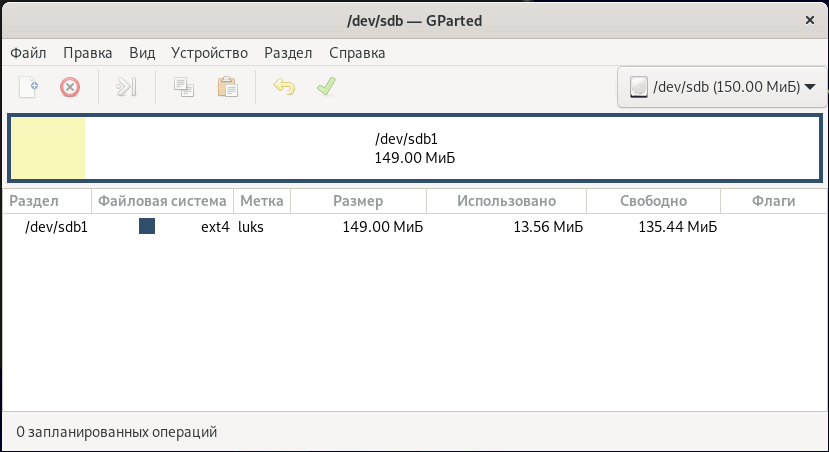 /dev/sdb — GParted
Файл Правка Вид Устройство Раздел Справка
/dev/sdb (150.00 МиБ)
/dev/sdb1
149.00 МиБ
Раздел Файловая система Метка Размер Использовано Свободно Флаги
/dev/sdb1 ext4 luks 149.00 МиБ 13.56 МиБ 135.44 МиБ
0 запланированных операций